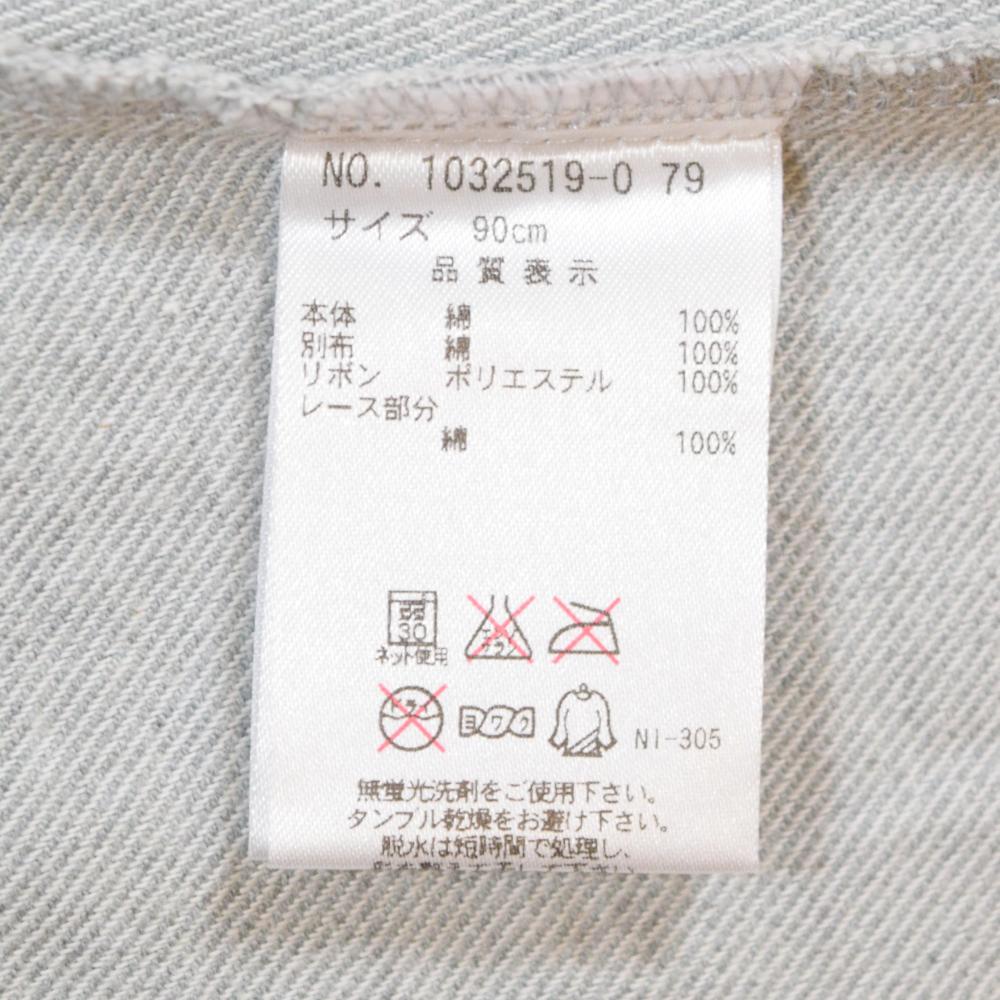 NO. 1032519-0 79
サイズ 90cm
品質表示
本体 綿 100%
別布 綿 100%
リボン ポリエステル 100%
レース部分
綿 100%
30
ネット使用
エンソ
サラシ
ドライ
ヨワク
NI-305
無蛍光洗剤をご使用下さい。
タンブル乾燥をお避け下さい。
脱水は短時間で処理し、